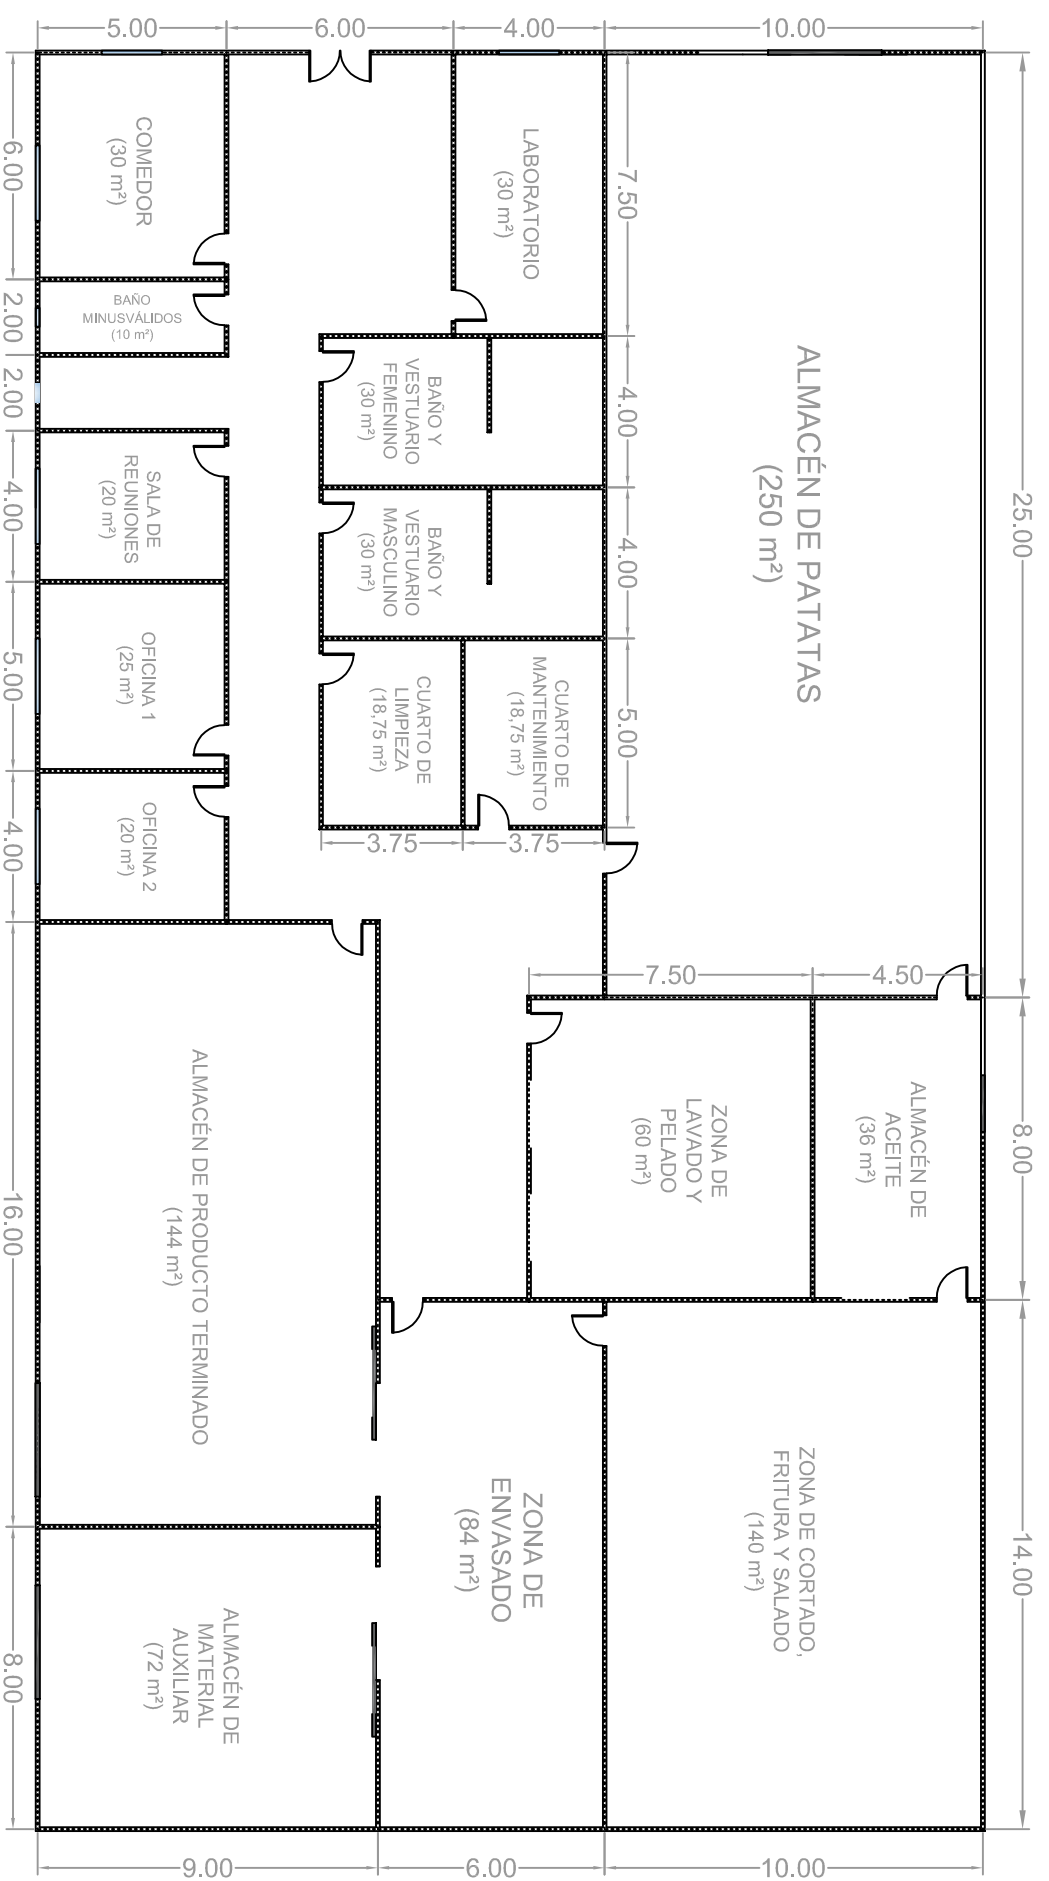 5.00
6.00
4.00
10.00
6.00
2.00
2.00
4.00
5.00
4.00
16.00
8.00
COMEDOR
(30 m²)
BAÑO
MINUSVÁLIDOS
(10 m²)
SALA DE
REUNIONES
(20 m²)
OFICINA 1
(25 m²)
OFICINA 2
(20 m²)
LABORATORIO
(30 m²)
7.50
4.00
4.00
5.00
BAÑO Y
VESTUARIO
FEMENINO
(30 m²)
BAÑO Y
VESTUARIO
MASCULINO
(30 m²)
CUARTO DE
LIMPIEZA
(18,75 m²)
CUARTO DE
MANTENIMIENTO
(18,75 m²)
3.75
3.75
ALMACÉN DE PATATAS
(250 m²)
25.00
8.00
14.00
7.50
4.50
ZONA DE
LAVADO Y
PELADO
(60 m²)
ALMACÉN DE
ACEITE
(36 m²)
ALMACÉN DE PRODUCTO TERMINADO
(144 m²)
ZONA DE
ENVASADO
(84 m²)
ZONA DE CORTADO,
FRITURA Y SALADO
(140 m²)
ALMACÉN DE
MATERIAL
AUXILIAR
(72 m²)
9.00
6.00
10.00